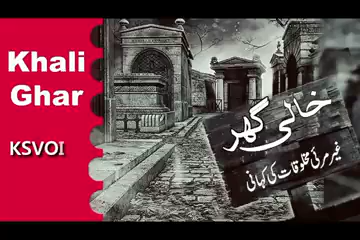 Khali
Ghar
KSVOI
خالی گھر
غیر مرئی مخلوقات کی کہانی